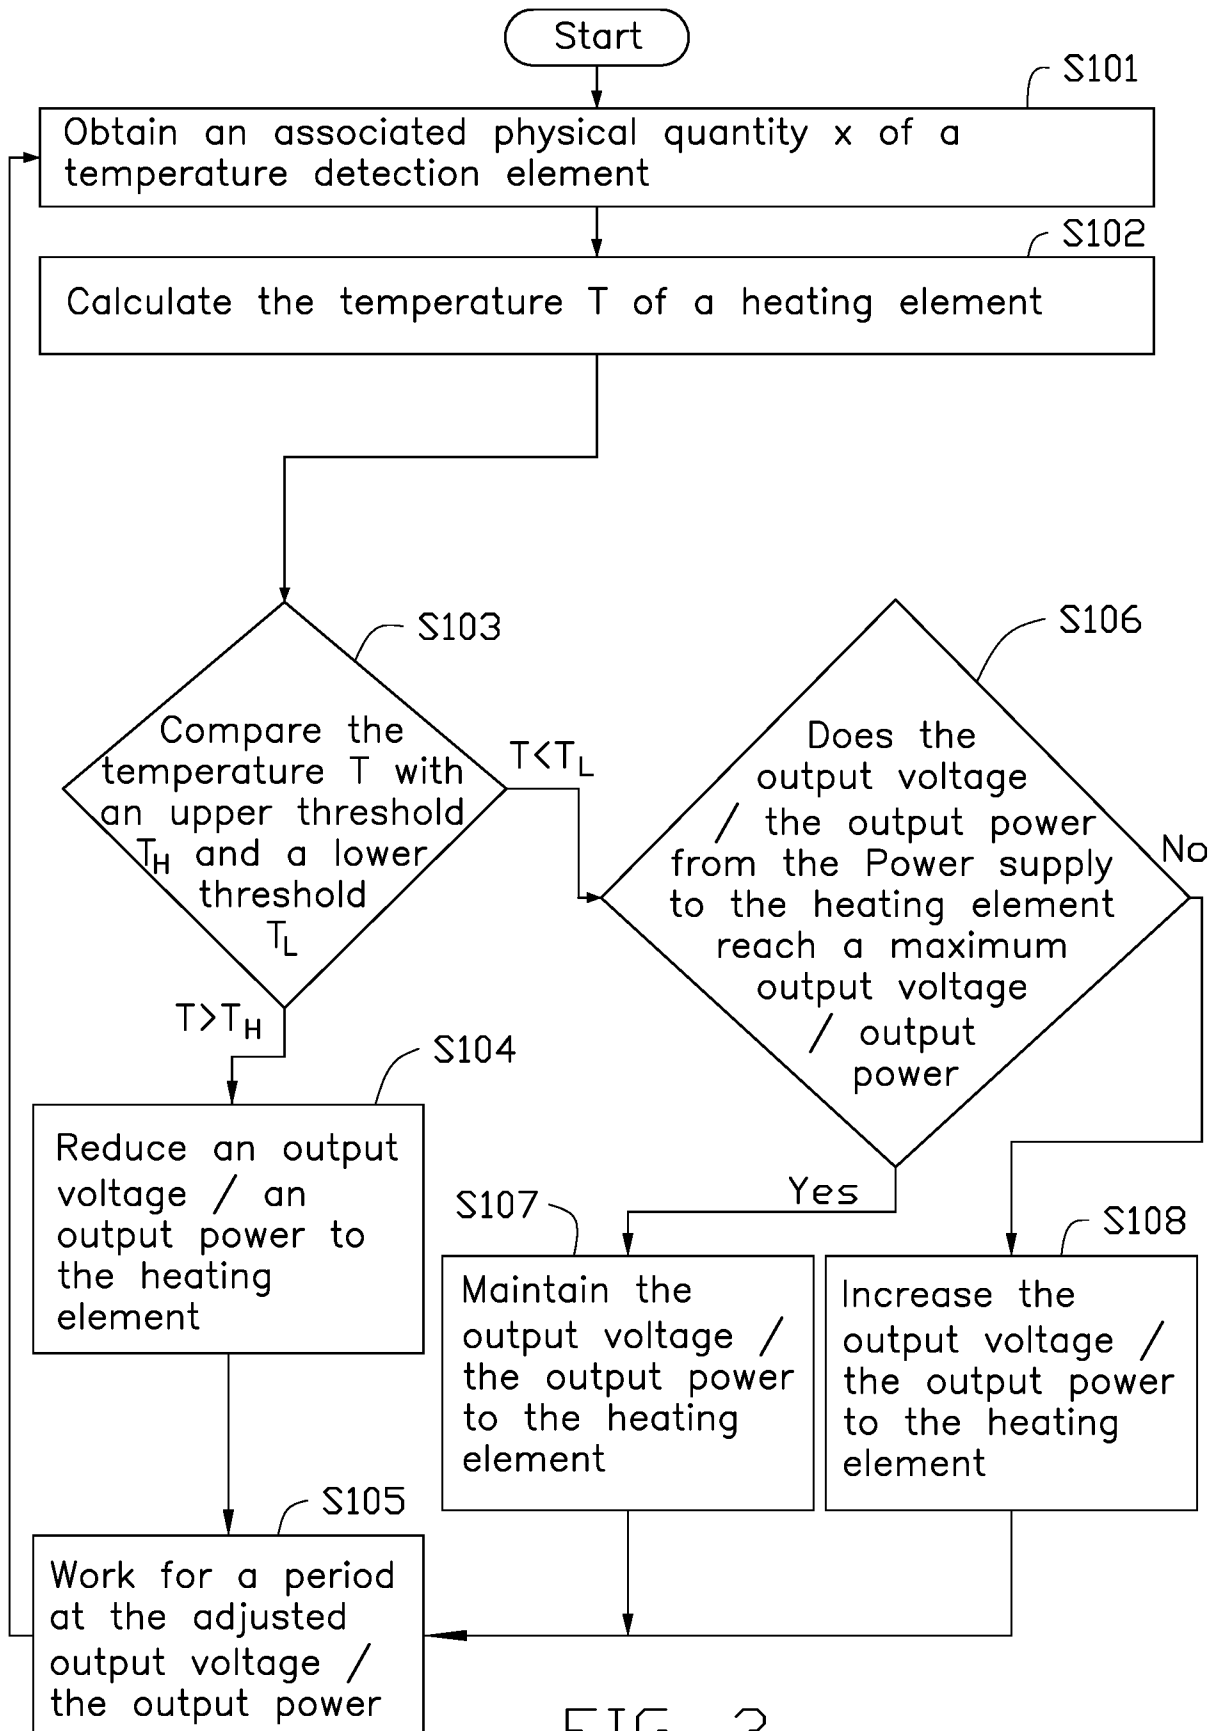 Start
S101
Obtain an associated physical quantity x of a
temperature detection element
S102
Calculate the temperature T of a heating element
S103
Compare the
temperature T with
an upper threshold
TH and a lower
threshold
TL
T<TL
T>TH
S106
Does the
output voltage
/ the output power
from the Power supply
to the heating element
reach a maximum
output voltage
/ output
power
No
Yes
S104
Reduce an output
voltage / an
output power to
the heating
element
S107
Maintain the
output voltage /
the output power
to the heating
element
S108
Increase the
output voltage /
the output power
to the heating
element
S105
Work for a period
at the adjusted
output voltage /
the output power